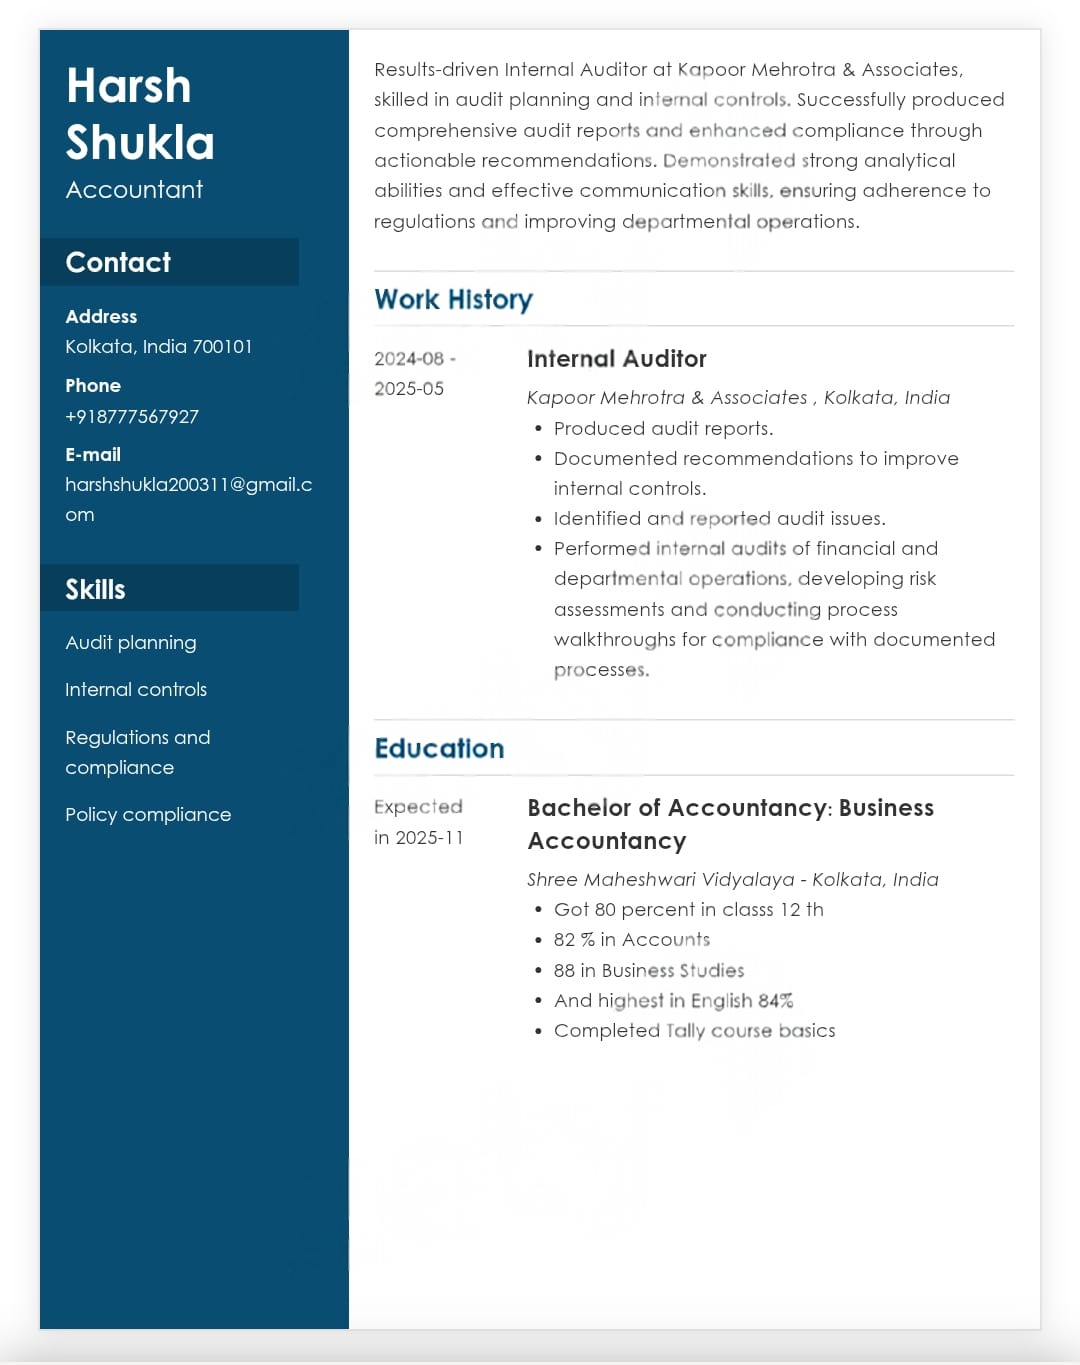 Harsh
Shukla
Accountant
Contact
Address
Kolkata, India 700101
Phone
+918777567927
E-mail
harshshukla200311@gmail.c
om
Skills
Audit planning
Internal controls
Regulations and
compliance
Policy compliance
Results-driven Internal Auditor at Kapoor Mehrotra & Associates,
skilled in audit planning and internal controls. Successfully produced
comprehensive audit reports and enhanced compliance through
actionable recommendations. Demonstrated strong analytical
abilities and effective communication skills, ensuring adherence to
regulations and improving departmental operations.
Work History
2024-08 -
2025-05
Internal Auditor
Kapoor Mehrotra & Associates , Kolkata, India
• Produced audit reports.
• Documented recommendations to improve
internal controls.
• Identified and reported audit issues.
• Performed internal audits of financial and
departmental operations, developing risk
assessments and conducting process
walkthroughs for compliance with documented
processes.
Education
Expected
in 2025-11
Bachelor of Accountancy: Business
Accountancy
Shree Maheshwari Vidyalaya - Kolkata, India
• Got 80 percent in classs 12 th
• 82 % in Accounts
• 88 in Business Studies
• And highest in English 84%
• Completed Tally course basics